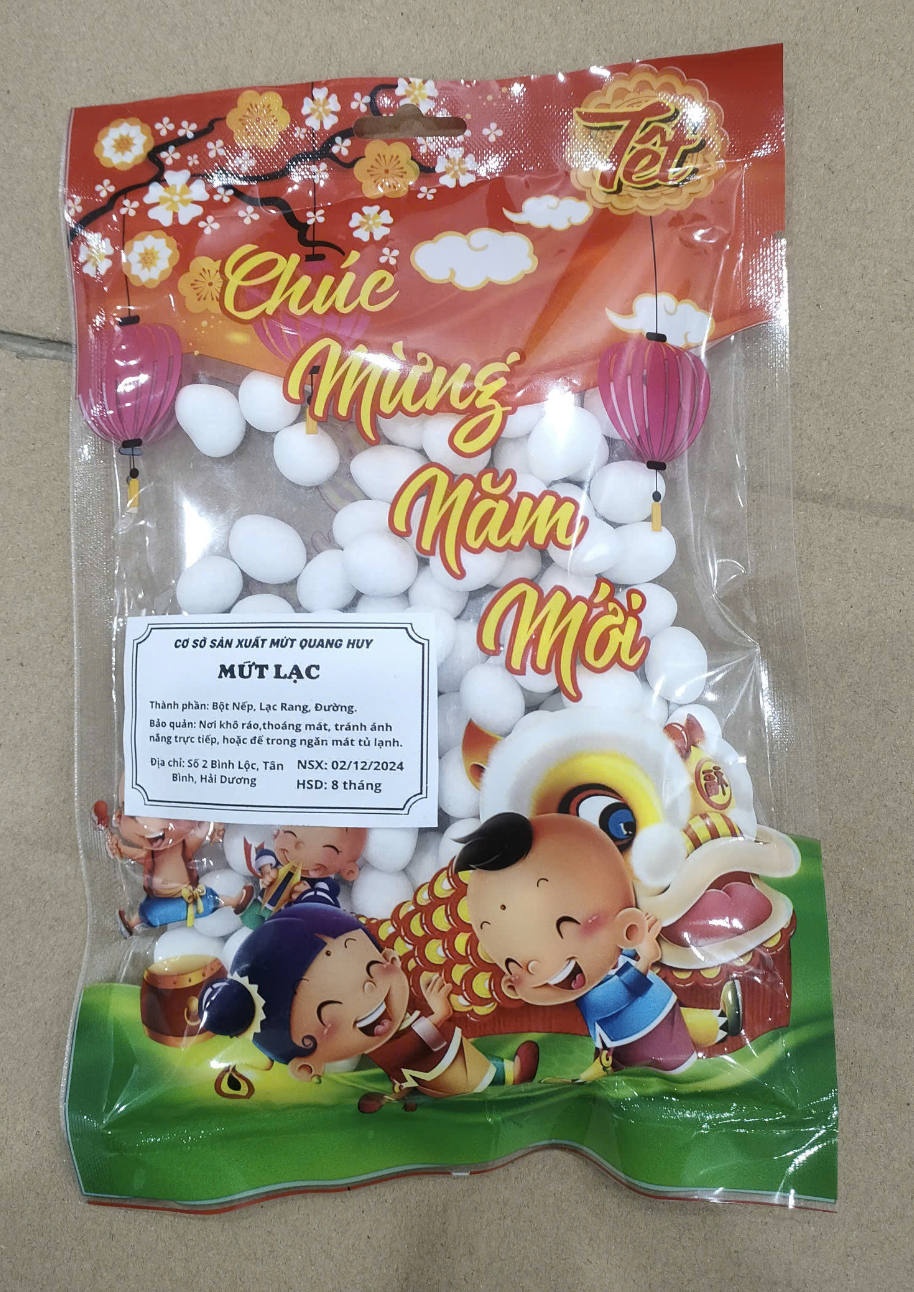 Tết
Chúc
Mừng
Năm
Mới
CƠ SỞ SẢN XUẤT MỨT QUANG HUY
MỨT LẠC
Thành phần: Bột Nếp, Lạc Rang, Đường.
Bảo quản: Nơi khô ráo,thoáng mát, tránh ánh
nắng trực tiếp, hoặc để trong ngăn mát tủ lạnh.
Địa chỉ: Số 2 Bình Lộc, Tân
Bình, Hải Dương
NSX: 02/12/2024
HSD: 8 tháng